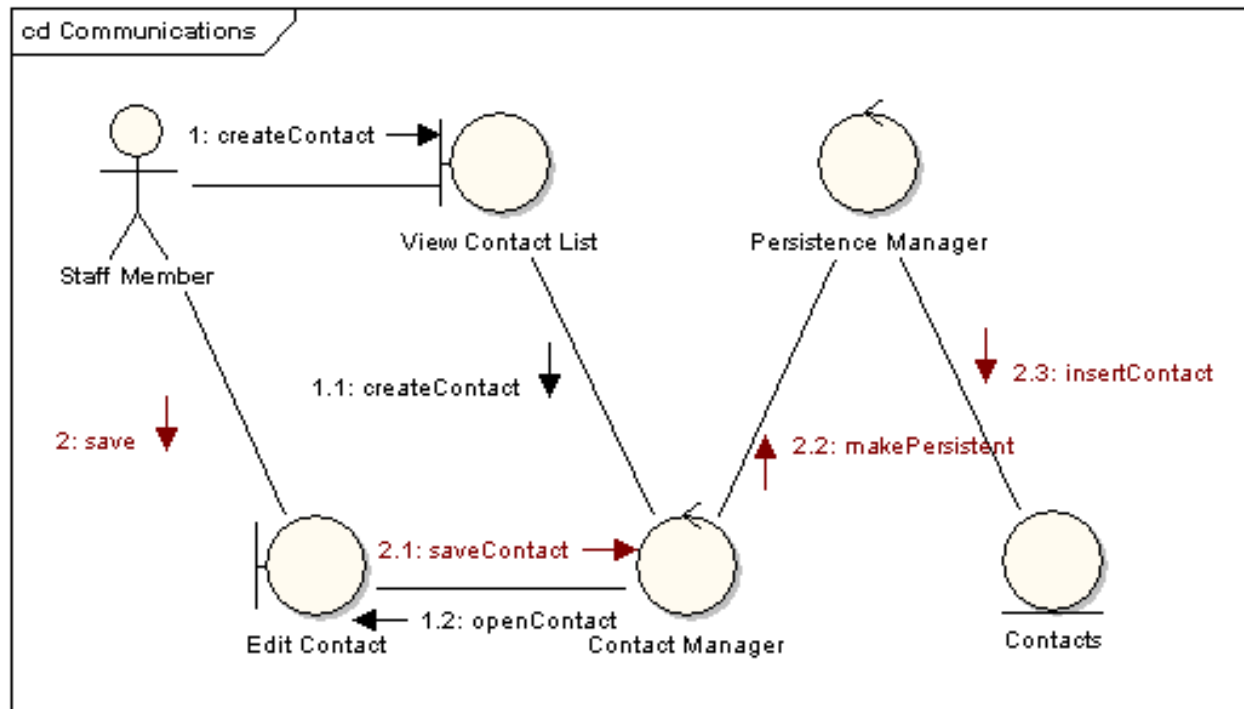 cd Communications
1: createContact
View Contact List
Persistence Manager
Staff Member
1.1: createContact
2.3: insertContact
2: save
2.2: makePersistent
2.1: saveContact
1.2: openContact
Edit Contact
Contact Manager
Contacts